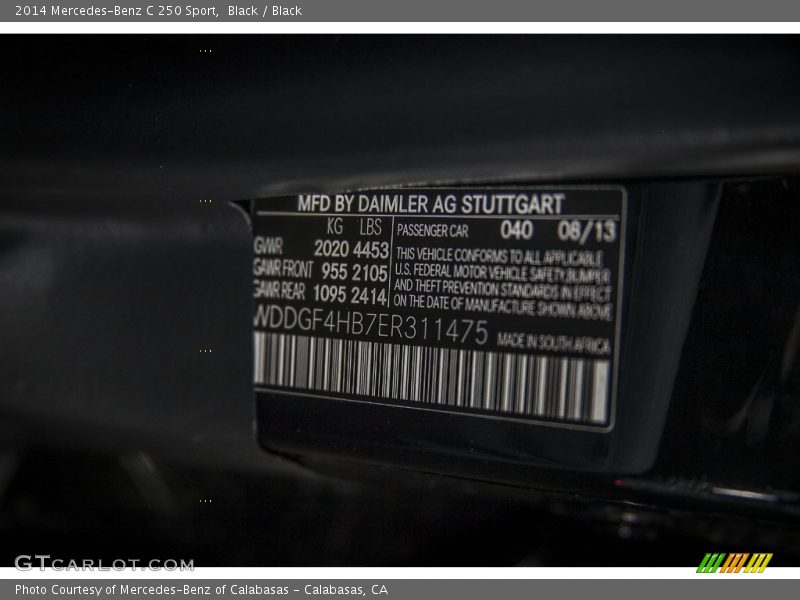 2014 Mercedes-Benz C 250 Sport, Black / Black
MFD BY DAIMLER AG STUTTGART
KG LBS
GVWR 2020 4453
GAWR FRONT 955 2105
GAWR REAR 1095 2414
PASSENGER CAR 040 08/13
THIS VEHICLE CONFORMS TO ALL APPLICABLE
U.S. FEDERAL MOTOR VEHICLE SAFETY, BUMPER
AND THEFT PREVENTION STANDARDS IN EFFECT
ON THE DATE OF MANUFACTURE SHOWN ABOVE
WDDGF4HB7ER311475
MADE IN SOUTH AFRICA
GTCARLOT.COM
Photo Courtesy of Mercedes-Benz of Calabasas - Calabasas, CA